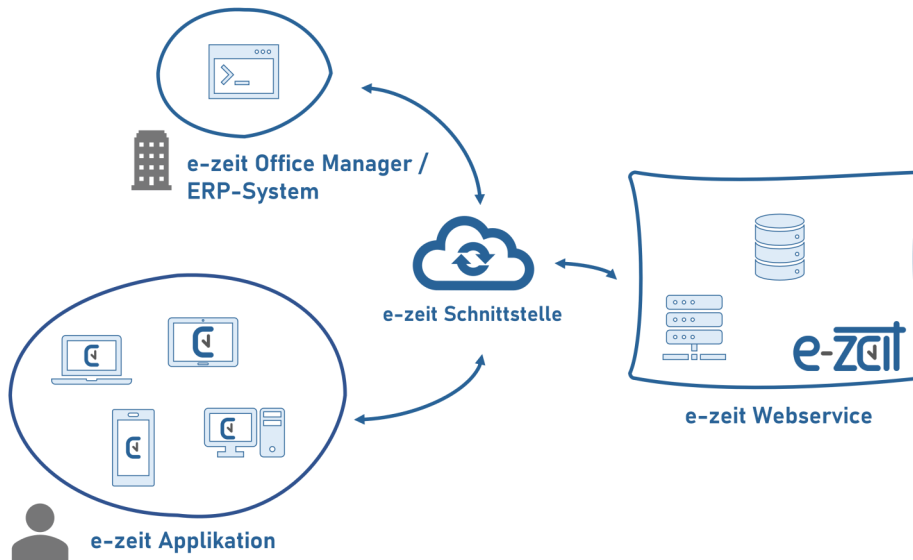 >_
e-zeit Office Manager /
ERP-System
e-zeit Schnittstelle
e-zeit
e-zeit Webservice
e-zeit Applikation